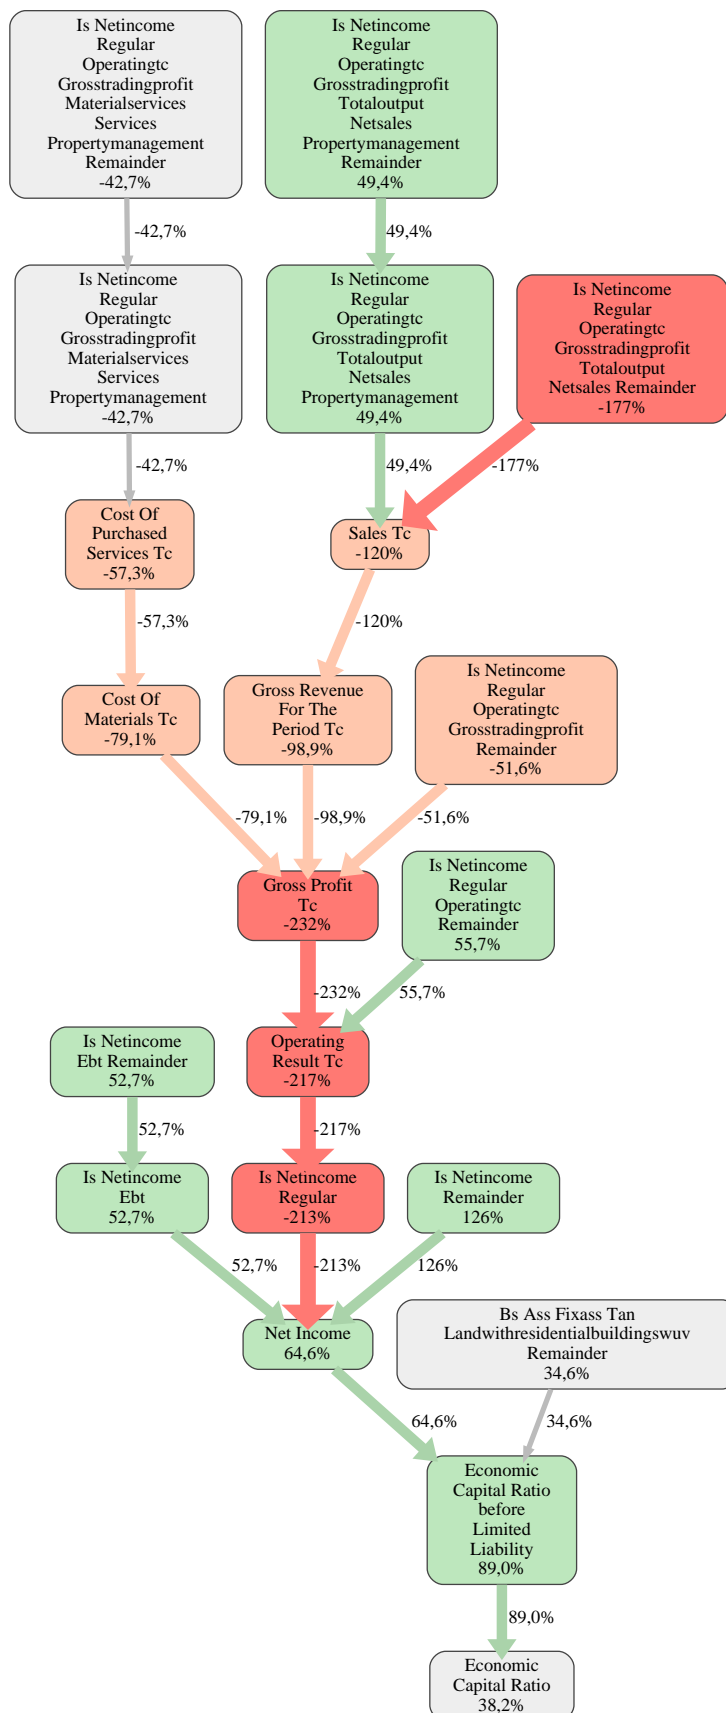 Is Netincome
Regular
Operatingtc
Grosstradingprofit
Materialservices
Services
Propertymanagement
Remainder
-42,7%
Is Netincome
Regular
Operatingtc
Grosstradingprofit
Totaloutput
Netsales
Propertymanagement
Remainder
49,4%
-42,7%
49,4%
Is Netincome
Regular
Operatingtc
Grosstradingprofit
Materialservices
Services
Propertymanagement
-42,7%
Is Netincome
Regular
Operatingtc
Grosstradingprofit
Totaloutput
Netsales
Propertymanagement
49,4%
Is Netincome
Regular
Operatingtc
Grosstradingprofit
Totaloutput
Netsales Remainder
-177%
-42,7%
49,4%
-177%
Cost Of
Purchased
Services Tc
-57,3%
Sales Tc
-120%
-57,3%
-120%
Cost Of
Materials Tc
-79,1%
Gross Revenue
For The
Period Tc
-98,9%
Is Netincome
Regular
Operatingtc
Grosstradingprofit
Remainder
-51,6%
-79,1%
-98,9%
-51,6%
Gross Profit
Tc
-232%
Is Netincome
Regular
Operatingtc
Remainder
55,7%
-232%
55,7%
Is Netincome
Ebt Remainder
52,7%
Operating
Result Tc
-217%
52,7%
-217%
Is Netincome
Ebt
52,7%
Is Netincome
Regular
-213%
Is Netincome
Remainder
126%
52,7%
-213%
126%
Net Income
64,6%
Bs Ass Fixass Tan
Landwithresidentialbuildingswuv
Remainder
34,6%
64,6%
34,6%
Economic
Capital Ratio
before
Limited
Liability
89,0%
89,0%
Economic
Capital Ratio
38,2%